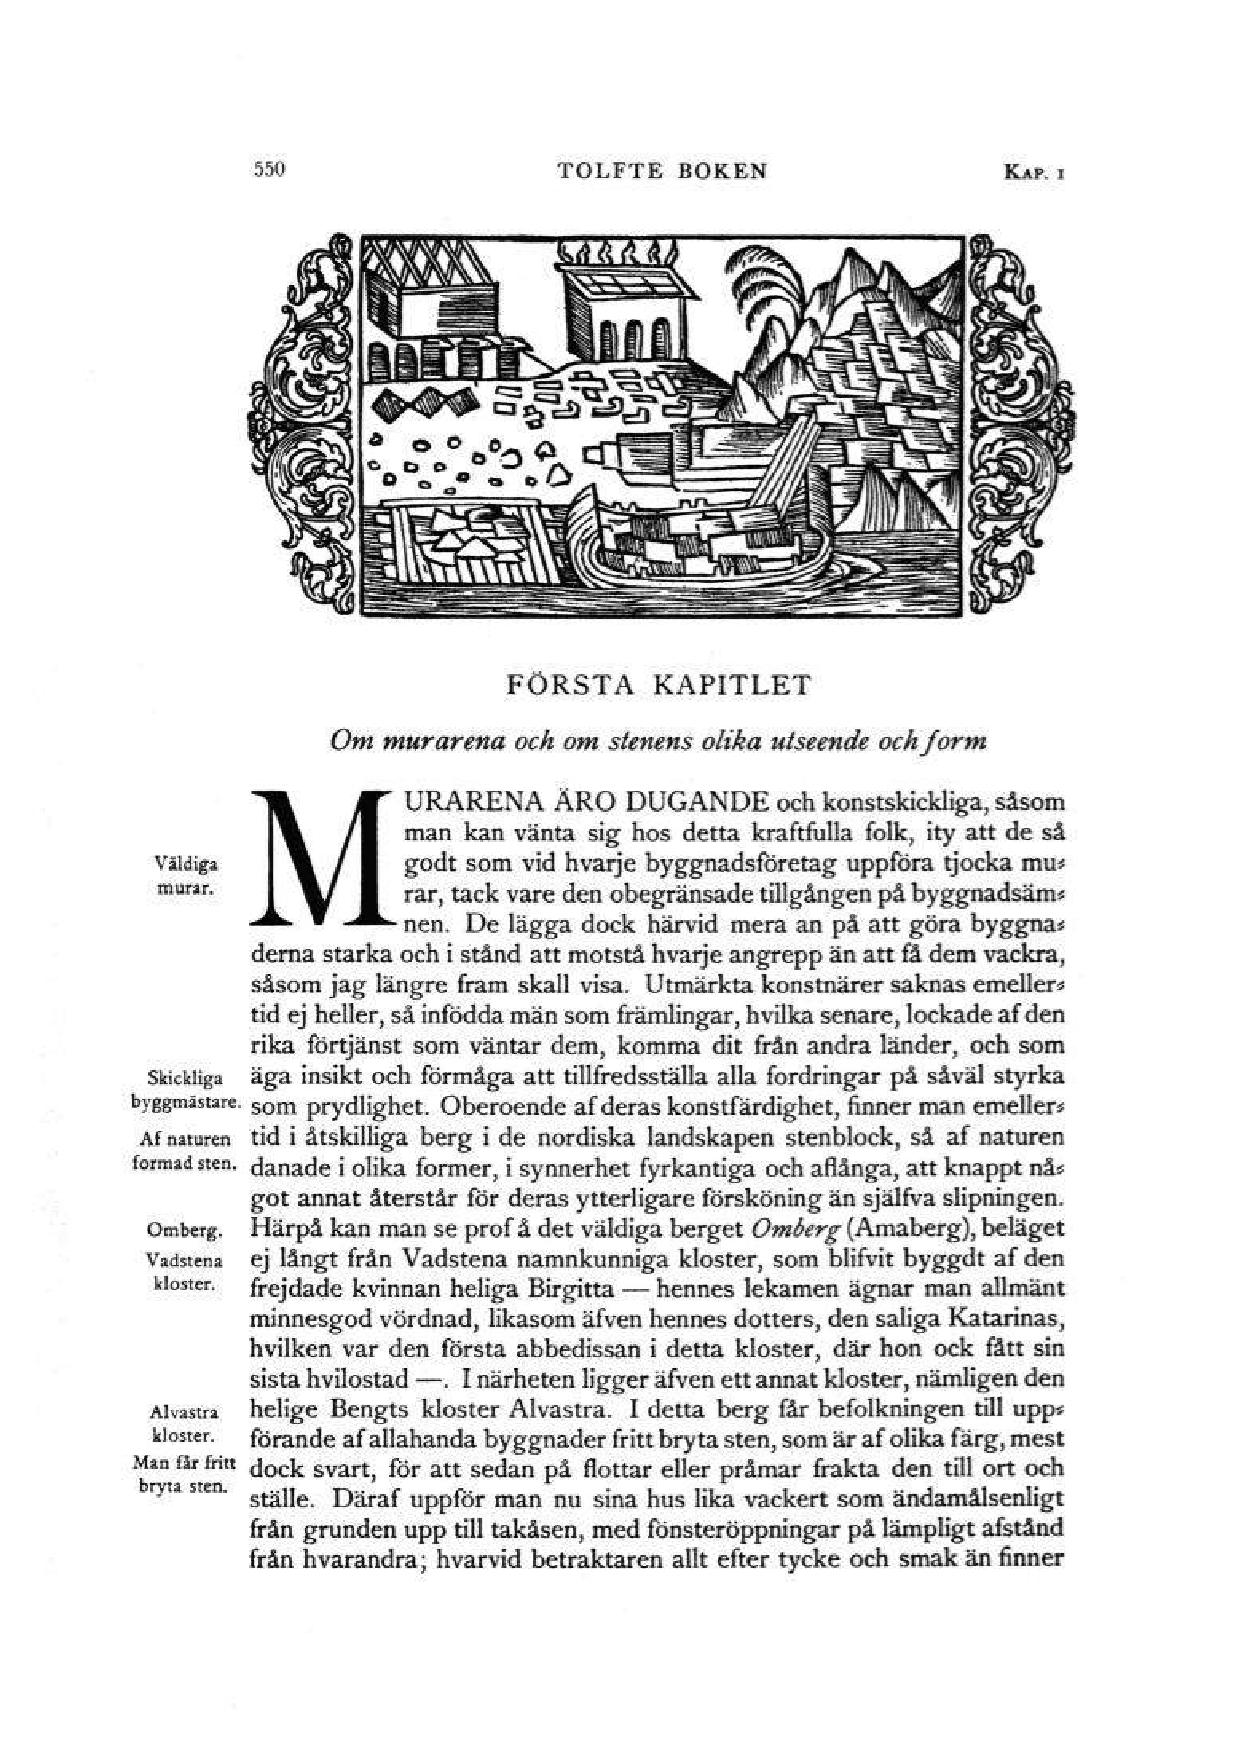 550 TOLFTE BOKEN KAP. I
FÖRSTA KAPITLET
Om murarena och om stenens olika utseende och form
MURARENA ÄRO DUGANDE och konstskickliga, såsom
man kan vänta sig hos detta kraftfulla folk, ity att de så
Väldiga
murar.
godt som vid hvarje byggnadsföretag uppföra tjocka mu-
rar, tack vare den obegränsade tillgången på byggnadsäm-
nen. De lägga dock härvid mera an på att göra byggna-
derna starka och i stånd att motstå hvarje angrepp än att få dem vackra,
såsom jag längre fram skall visa. Utmärkta konstnärer saknas emeller-
tid ej heller, så infödda män som främlingar, hvilka senare, lockade af den
rika förtjänst som väntar dem, komma dit från andra länder, och som
Skickliga
byggmästare.
äga insikt och förmåga att tillfredsställa alla fordringar på såväl styrka
som prydlighet. Oberoende af deras konstfärdighet, finner man emeller-
Af naturen
formad sten.
tid i åtskilliga berg i de nordiska landskapen stenblock, så af naturen
danade i olika former, i synnerhet fyrkantiga och aflånga, att knappt nå-
got annat återstår för deras ytterligare försköning än själfva slipningen.
Omberg.
Härpå kan man se prof å det väldiga berget Omberg (Amaberg), beläget
Vadstena
kloster.
ej långt från Vadstena namnkunniga kloster, som blifvit byggdt af den
frejdade kvinnan heliga Birgitta — hennes lekamen ägnar man allmänt
minnesgod vördnad, likasom äfven hennes dotters, den saliga Katarinas,
hvilken var den första abbedissan i detta kloster, där hon ock fått sin
sista hvilostad —. I närheten ligger äfven ett annat kloster, nämligen den
Alvastra
kloster.
helige Bengts kloster Alvastra. I detta berg får befolkningen till upp-
förande af allahanda byggnader fritt bryta sten, som är af olika färg, mest
Man får fritt
bryta sten.
dock svart, för att sedan på flottar eller pråmar frakta den till ort och
ställe. Däraf uppför man nu sina hus lika vackert som ändamålsenligt
från grunden upp till takåsen, med fönsteröppningar på lämpligt afstånd
från hvarandra; hvarvid betraktaren allt efter tycke och smak än finner